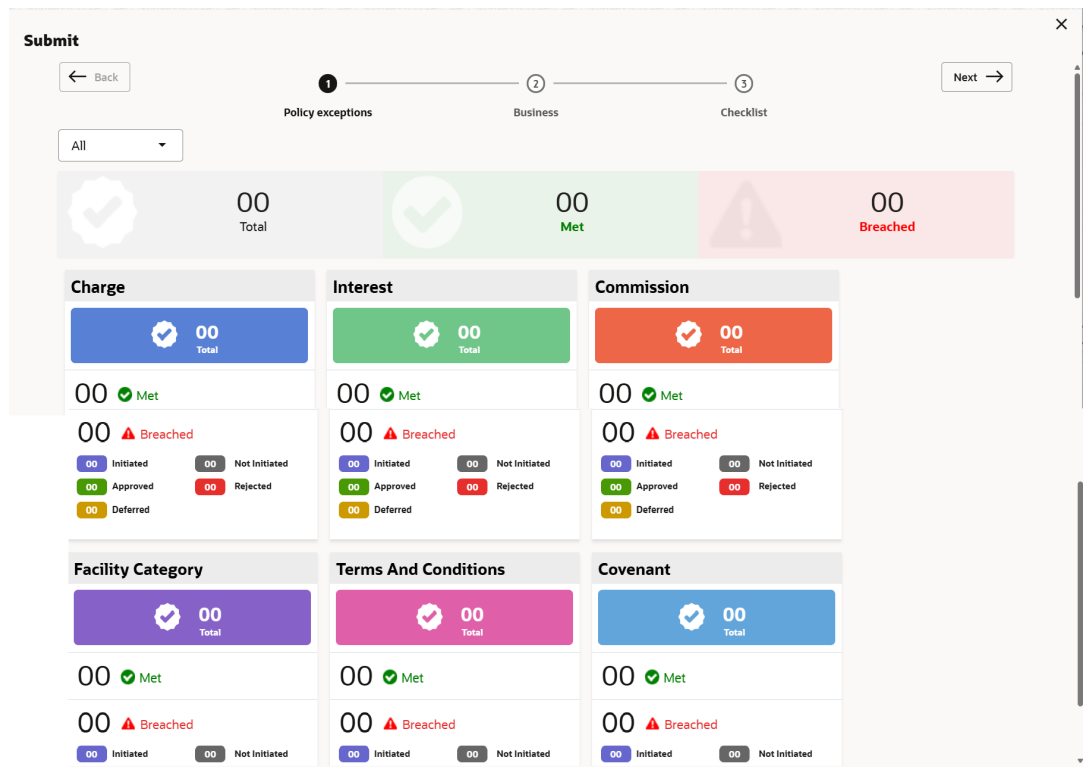 Submit
Back
1
2
3
Next
Policy exceptions
Business
Checklist
All
00
Total
00
Met
00
Breached
Charge
Interest
Commission
00
Total
00
Total
00
Total
00 Met
00 Met
00 Met
00 Breached
00 Breached
00 Breached
00 Initiated 00 Not Initiated
00 Initiated 00 Not Initiated
00 Initiated 00 Not Initiated
00 Approved 00 Rejected
00 Approved 00 Rejected
00 Approved 00 Rejected
00 Deferred
00 Deferred
00 Deferred
Facility Category
Terms And Conditions
Covenant
00
Total
00
Total
00
Total
00 Met
00 Met
00 Met
00 Breached
00 Breached
00 Breached
00 Initiated 00 Not Initiated
00 Initiated 00 Not Initiated
00 Initiated 00 Not Initiated